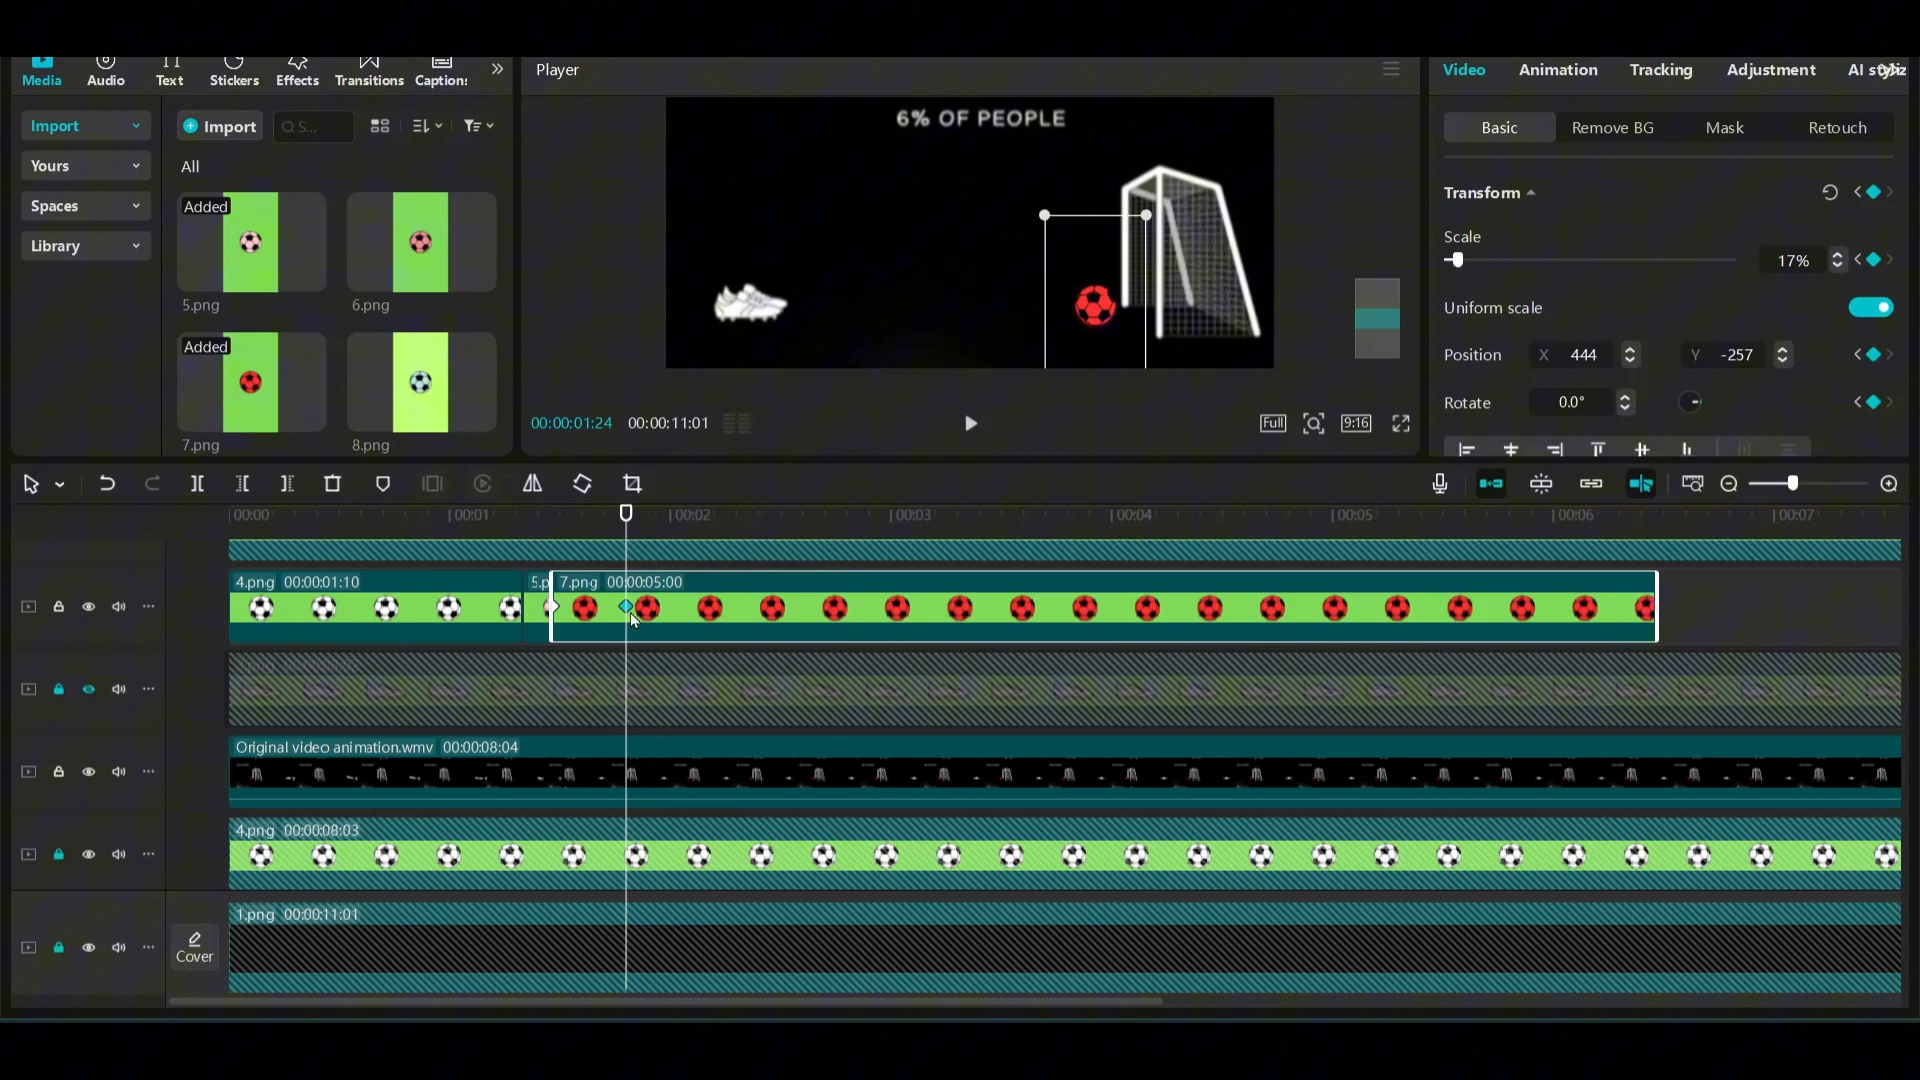 Media
Audio
Text
Stickers
Effects
Transitions
Captions
Player
Video
Animation
Tracking
Adjustment
Import
Yours
Spaces
Library
Import
S...
All
Added
5.png
6.png
Added
7.png
8.png
6% OF PEOPLE
00:00:01:24
00:00:11:01
Full
9:16
Basic
Remove BG
Mask
Retouch
Transform
Scale
17%
Uniform scale
Position X 444 Y -257
Rotate 0.0°
00:00
00:01
00:02
00:03
00:04
00:05
00:06
00:07
4.png 00:00:01:10
5.p
7.png 00:00:05:00
Original video animation.wmv 00:00:08:04
4.png 00:00:08:03
1.png 00:00:11:01
Cover